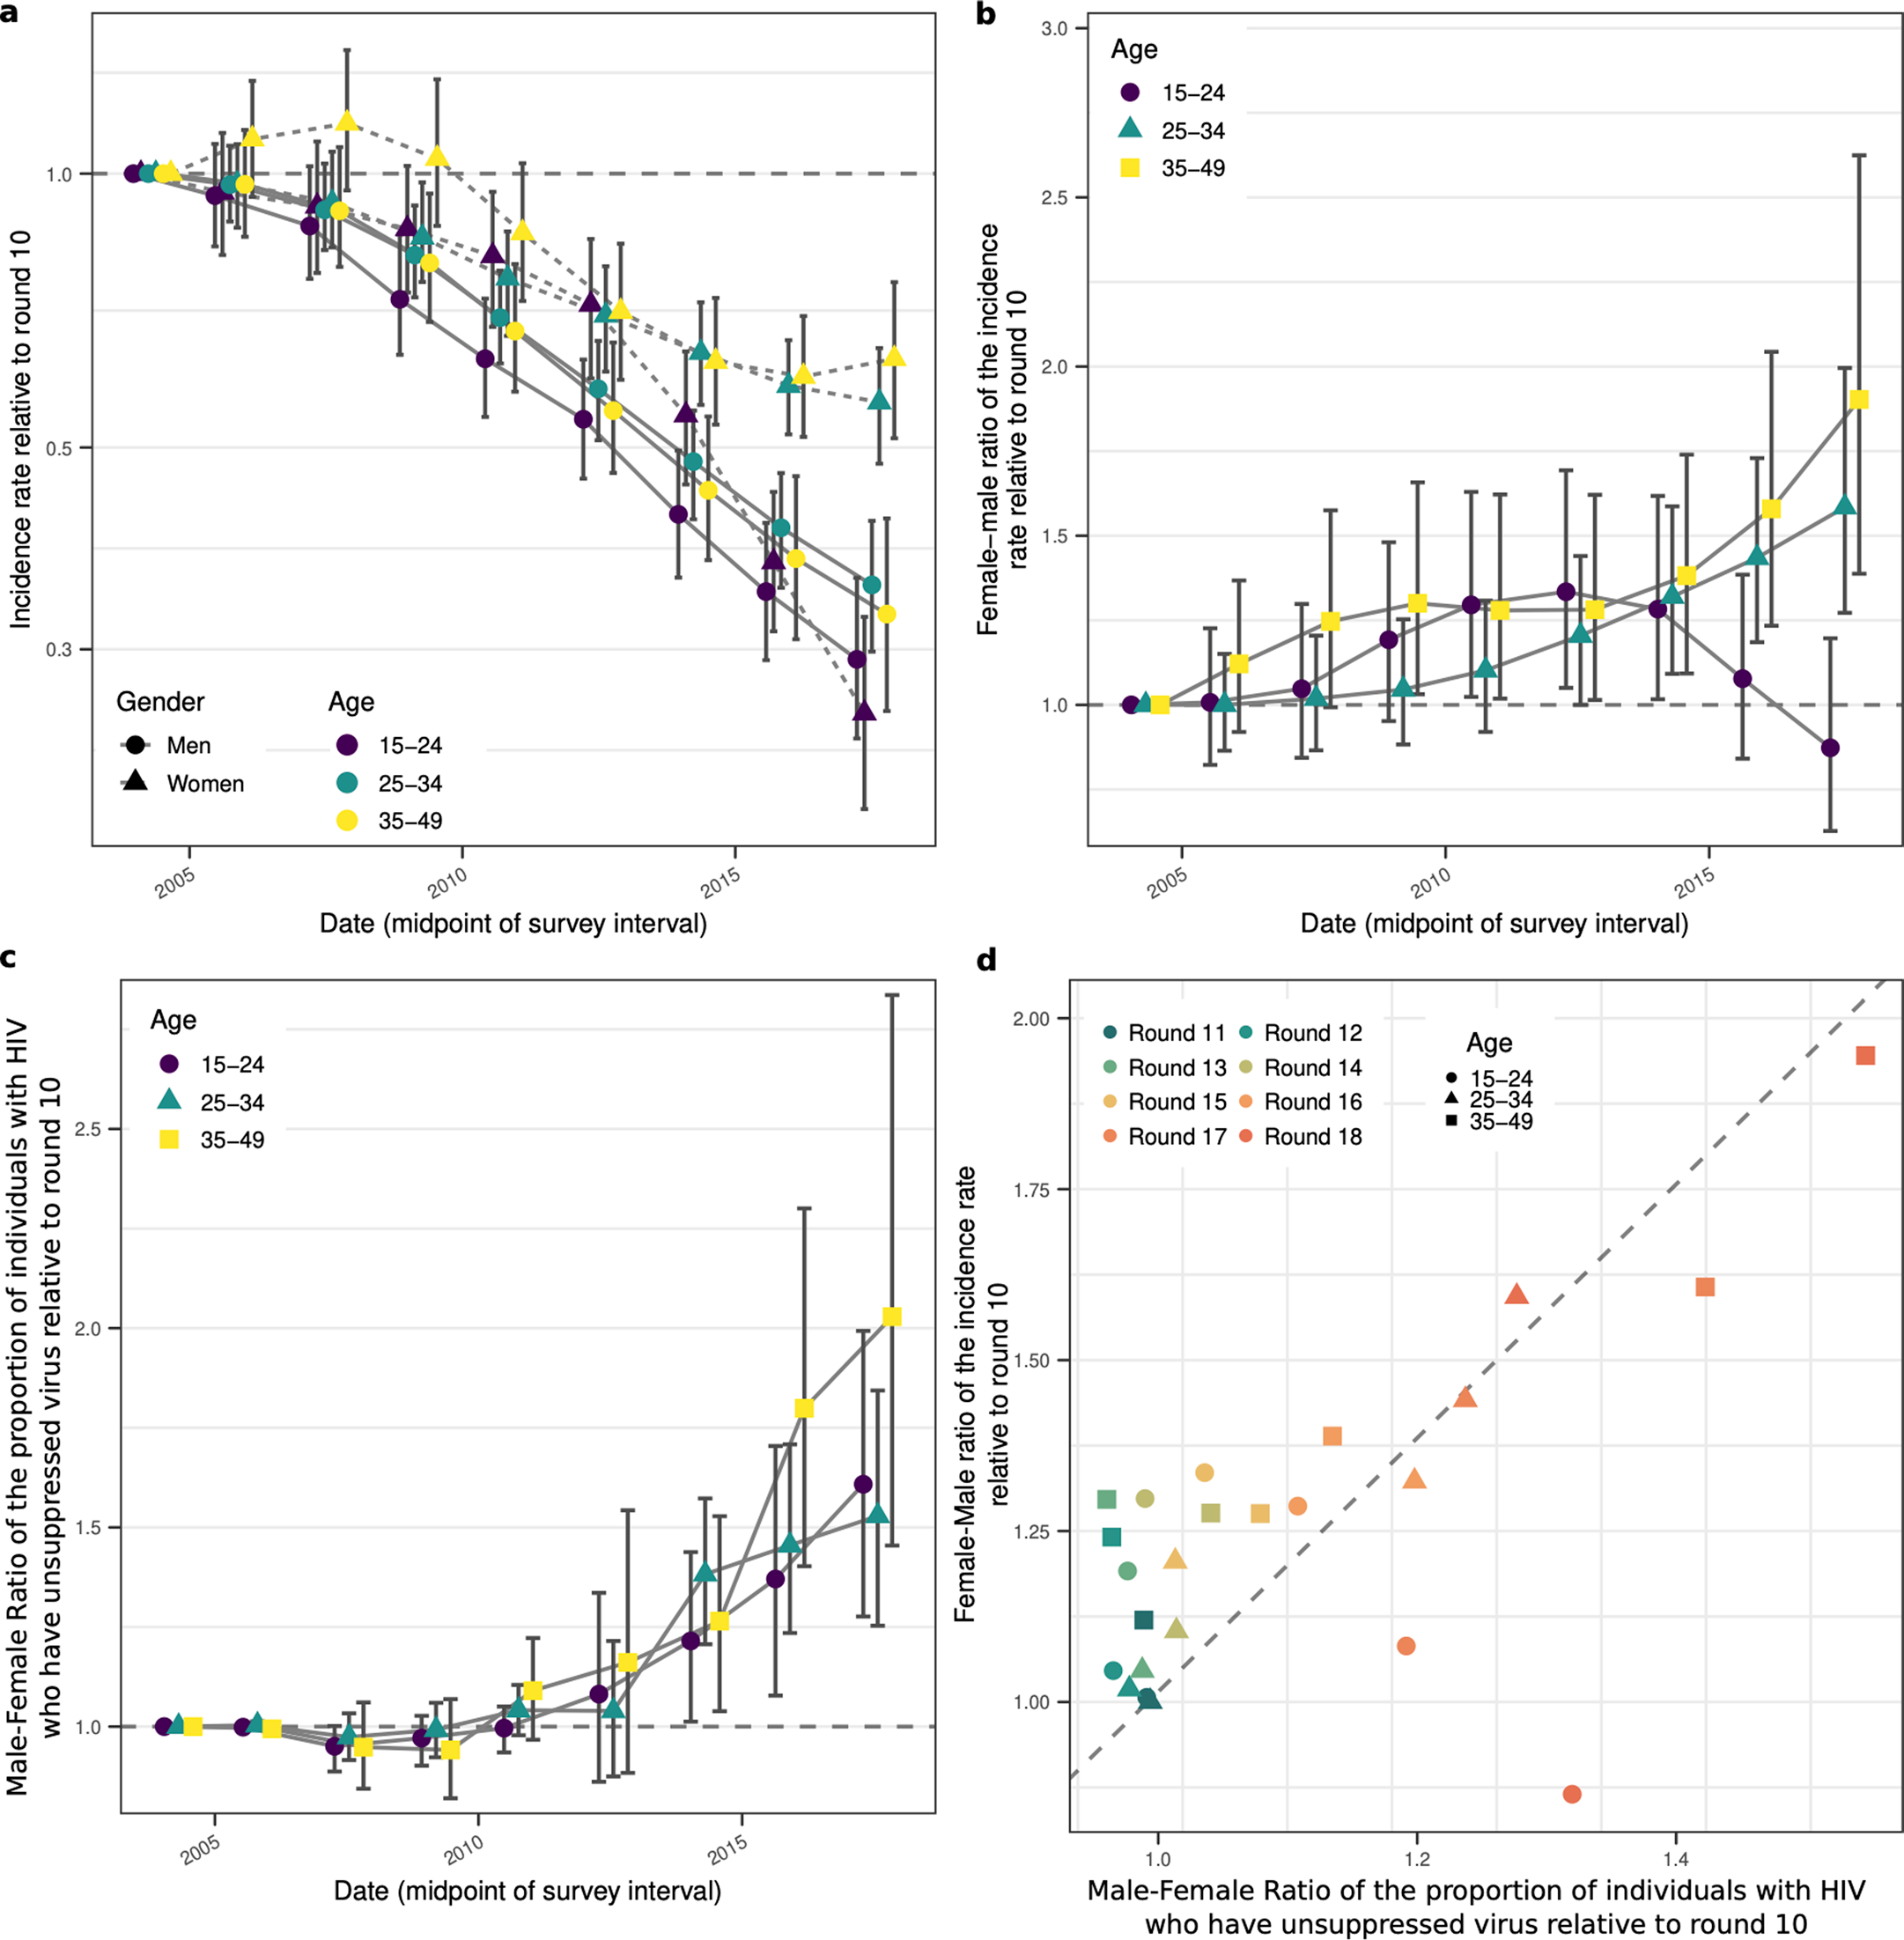 a
Incidence rate relative to round 10
1.0
0.5
0.3
Gender
Men
Women
Age
15–24
25–34
35–49
2005
2010
2015
Date (midpoint of survey interval)
b
Female–male ratio of the incidence
rate relative to round 10
3.0
2.5
2.0
1.5
1.0
Age
15–24
25–34
35–49
2005
2010
2015
Date (midpoint of survey interval)
c
Male-Female Ratio of the proportion of individuals with HIV
who have unsuppressed virus relative to round 10
2.5
2.0
1.5
1.0
Age
15–24
25–34
35–49
2005
2010
2015
Date (midpoint of survey interval)
d
Female-Male ratio of the incidence rate
relative to round 10
2.00
1.75
1.50
1.25
1.00
Round 11 Round 12
Round 13 Round 14
Round 15 Round 16
Round 17 Round 18
Age
15–24
25–34
35–49
1.0
1.2
1.4
Male-Female Ratio of the proportion of individuals with HIV
who have unsuppressed virus relative to round 10